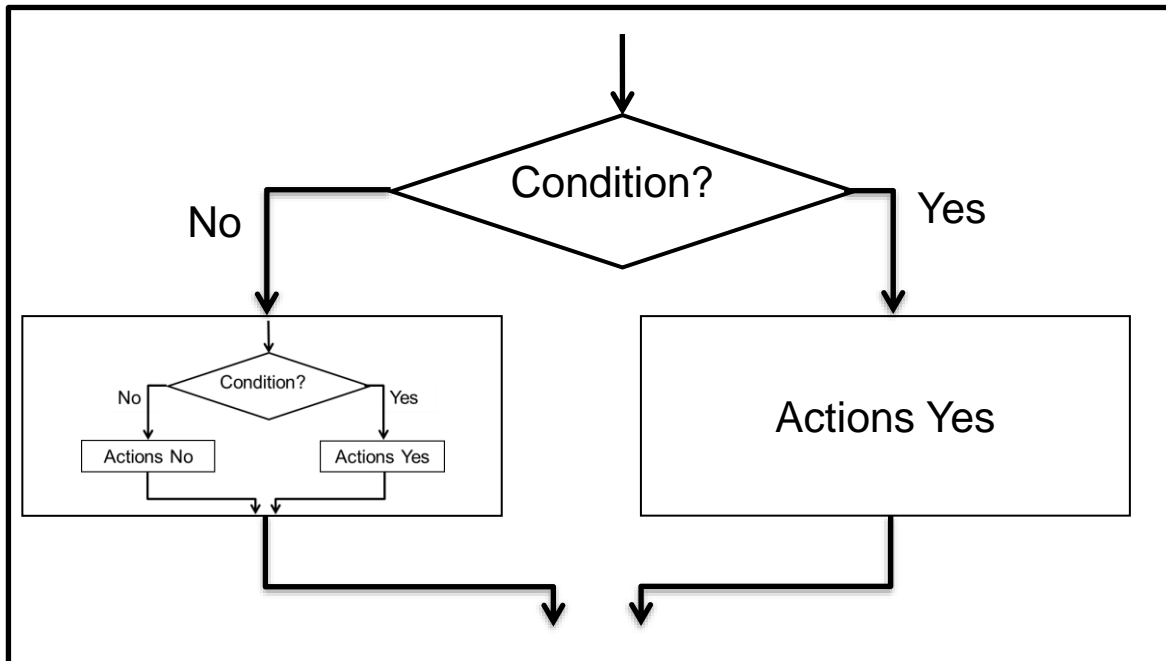 Condition?
No
Yes
Condition?
No
Yes
Actions No
Actions Yes
Actions Yes